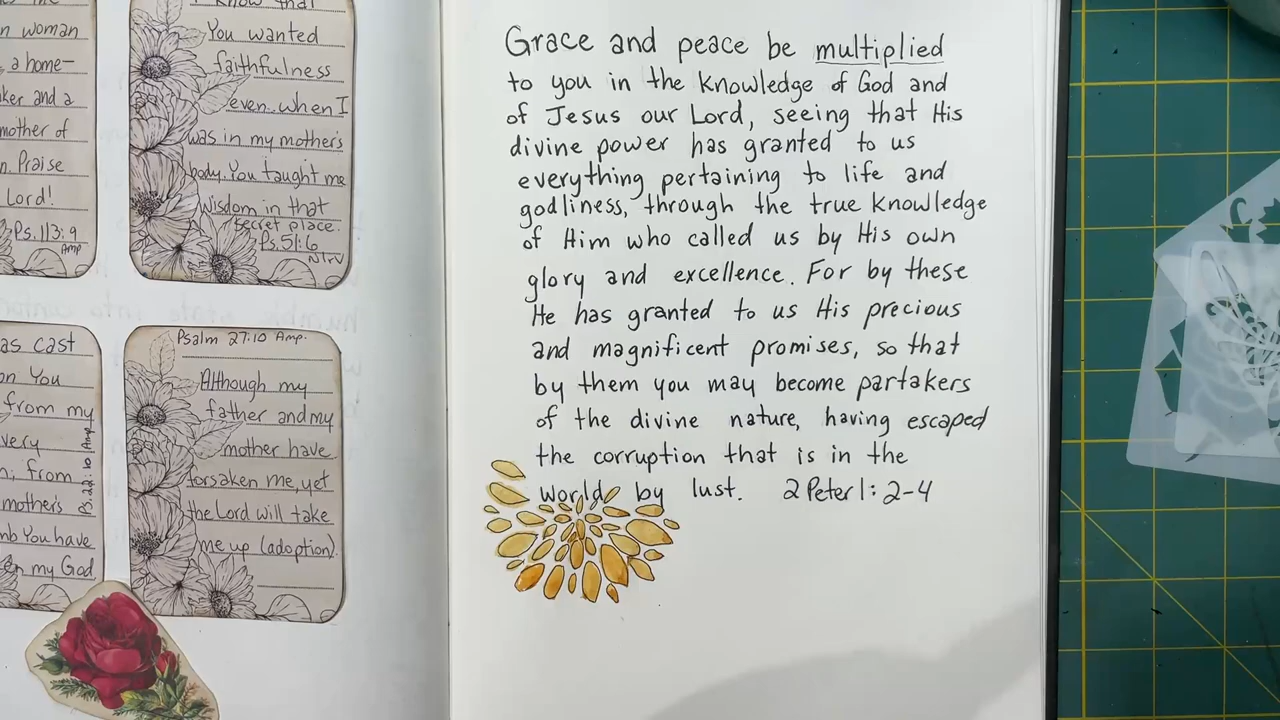 n woman
a home-
ker and a
mother of
n. Praise
Lord!
Ps. 113:9
Amp
I know that
You wanted
faithfulness
even when I
was in my mother's
body. You taught me
wisdom in that
secret place.
Ps. 51:6
NIrV
as cast
on You
from my
very
n; from
mother's
mb You have
en my God
Ps. 22:10 Amp.
Psalm 27:10 Amp.
Although my
father and my
mother have
forsaken me, yet
the Lord will take
me up (adoption).
Grace and peace be multiplied
to you in the knowledge of God and
of Jesus our Lord, seeing that His
divine power has granted to us
everything pertaining to life and
godliness, through the true knowledge
of Him who called us by His own
glory and excellence. For by these
He has granted to us His precious
and magnificent promises, so that
by them you may become partakers
of the divine nature, having escaped
the corruption that is in the
world by lust. 2 Peter 1:2-4